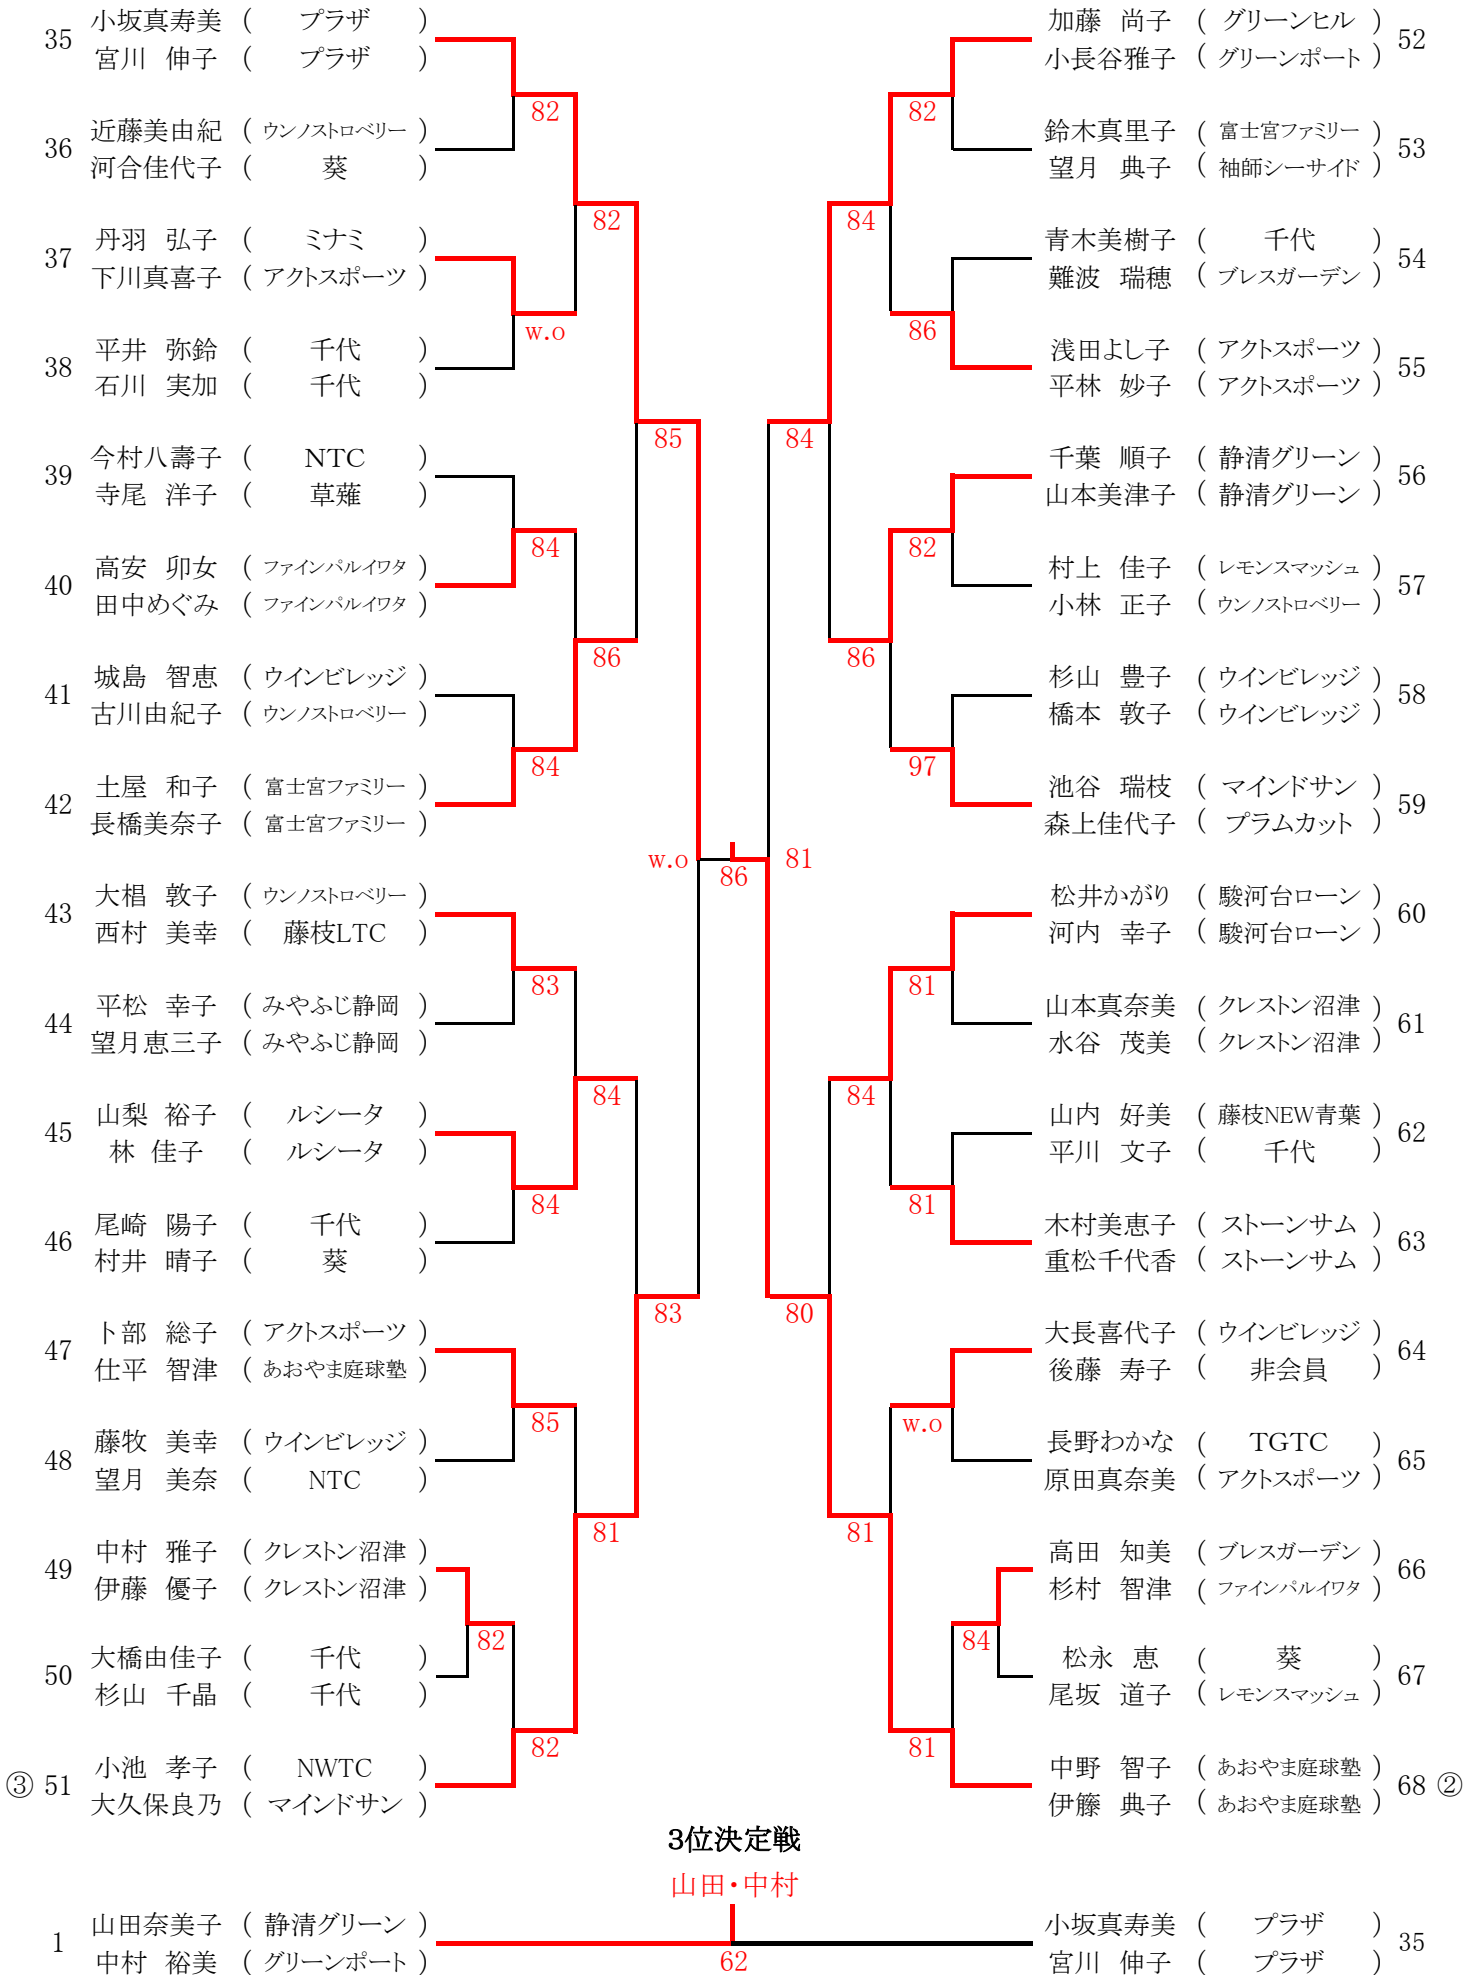 35 小坂真寿美 ( プラザ )
宮川 伸子 ( プラザ )
36 近藤美由紀 ( ウンノストロベリー )
河合佳代子 ( 葵 )
37 丹羽 弘子 ( ミナミ )
下川真喜子 ( アクトスポーツ )
38 平井 弥鈴 ( 千代 )
石川 実加 ( 千代 )
39 今村八壽子 ( NTC )
寺尾 洋子 ( 草薙 )
40 高安 卯女 ( ファインパルイワタ )
田中めぐみ ( ファインパルイワタ )
41 城島 智恵 ( ウインビレッジ )
古川由紀子 ( ウンノストロベリー )
42 土屋 和子 ( 富士宮ファミリー )
長橋美奈子 ( 富士宮ファミリー )
43 大椙 敦子 ( ウンノストロベリー )
西村 美幸 ( 藤枝LTC )
44 平松 幸子 ( みやふじ静岡 )
望月恵三子 ( みやふじ静岡 )
45 山梨 裕子 ( ルシータ )
林 佳子 ( ルシータ )
46 尾崎 陽子 ( 千代 )
村井 晴子 ( 葵 )
47 卜部 総子 ( アクトスポーツ )
仕平 智津 ( あおやま庭球塾 )
48 藤牧 美幸 ( ウインビレッジ )
望月 美奈 ( NTC )
49 中村 雅子 ( クレストン沼津 )
伊藤 優子 ( クレストン沼津 )
50 大橋由佳子 ( 千代 )
杉山 千晶 ( 千代 )
③ 51 小池 孝子 ( NWTC )
大久保良乃 ( マインドサン )
82
w.o
84
84
83
84
85
82
82
82
86
84
81
85
83
w.o
86
81
84
80
84
86
84
81
82
86
82
97
81
81
w.o
84
81
加藤 尚子 ( グリーンヒル ) 52
小長谷雅子 ( グリーンポート )
鈴木真里子 ( 富士宮ファミリー ) 53
望月 典子 ( 袖師シーサイド )
青木美樹子 ( 千代 ) 54
難波 瑞穂 ( ブレスガーデン )
浅田よし子 ( アクトスポーツ ) 55
平林 妙子 ( アクトスポーツ )
千葉 順子 ( 静清グリーン ) 56
山本美津子 ( 静清グリーン )
村上 佳子 ( レモンスマッシュ ) 57
小林 正子 ( ウンノストロベリー )
杉山 豊子 ( ウインビレッジ ) 58
橋本 敦子 ( ウインビレッジ )
池谷 瑞枝 ( マインドサン ) 59
森上佳代子 ( プラムカット )
松井かがり ( 駿河台ローン ) 60
河内 幸子 ( 駿河台ローン )
山本真奈美 ( クレストン沼津 ) 61
水谷 茂美 ( クレストン沼津 )
山内 好美 ( 藤枝NEW青葉 ) 62
平川 文子 ( 千代 )
木村美恵子 ( ストーンサム ) 63
重松千代香 ( ストーンサム )
大長喜代子 ( ウインビレッジ ) 64
後藤 寿子 ( 非会員 )
長野わかな ( TGTC ) 65
原田真奈美 ( アクトスポーツ )
高田 知美 ( ブレスガーデン ) 66
杉村 智津 ( ファインパルイワタ )
松永 恵 ( 葵 ) 67
尾坂 道子 ( レモンスマッシュ )
中野 智子 ( あおやま庭球塾 ) 68 ②
伊籐 典子 ( あおやま庭球塾 )
3位決定戦
山田・中村
1 山田奈美子 ( 静清グリーン )
中村 裕美 ( グリーンポート )
62
小坂真寿美 ( プラザ ) 35
宮川 伸子 ( プラザ )